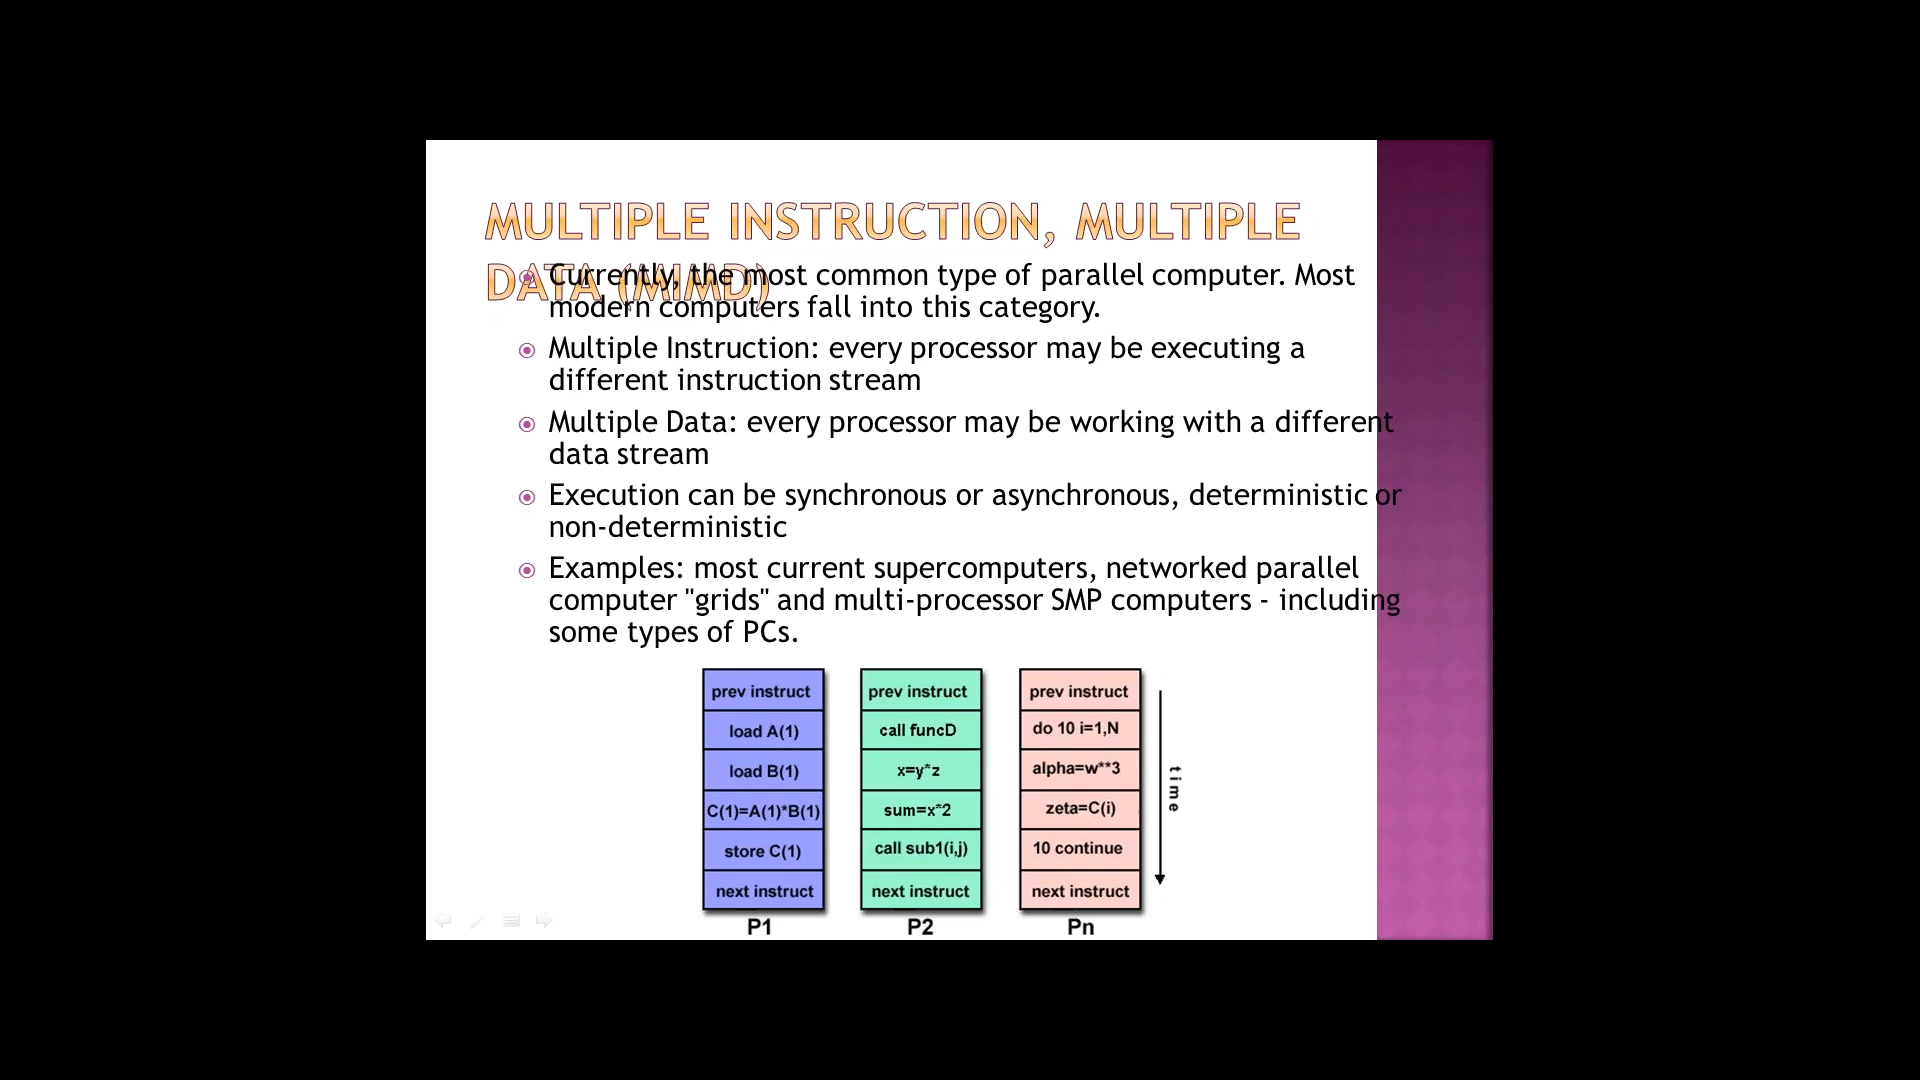 MULTIPLE INSTRUCTION, MULTIPLE
DATA (MIMD)
Currently, the most common type of parallel computer. Most
modern computers fall into this category.
Multiple Instruction: every processor may be executing a
different instruction stream
Multiple Data: every processor may be working with a different
data stream
Execution can be synchronous or asynchronous, deterministic or
non-deterministic
Examples: most current supercomputers, networked parallel
computer "grids" and multi-processor SMP computers - including
some types of PCs.
prev instruct
load A(1)
load B(1)
C(1)=A(1)*B(1)
store C(1)
next instruct
P1
prev instruct
call funcD
x=y*z
sum=x*2
call sub1(i,j)
next instruct
P2
prev instruct
do 10 i=1,N
alpha=w**3
zeta=C(i)
10 continue
next instruct
Pn
time